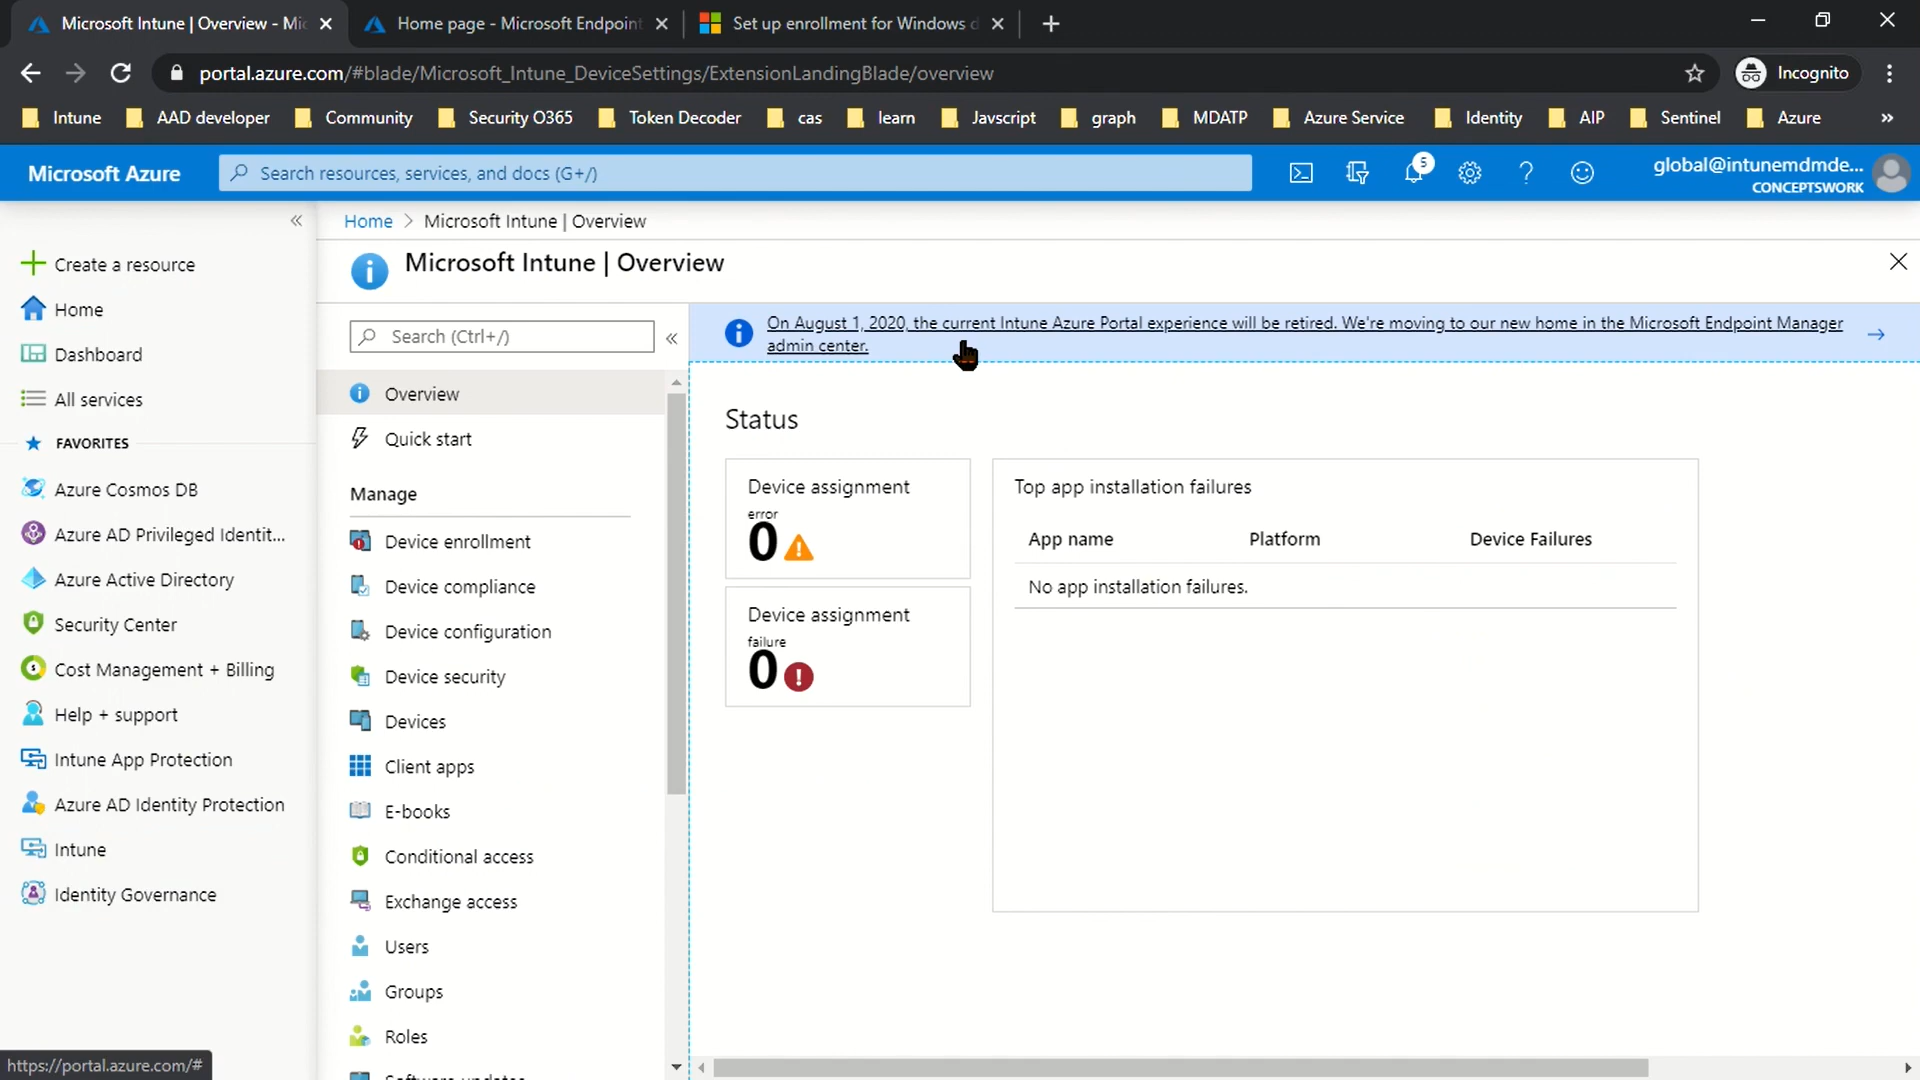 Microsoft Intune | Overview - Mi
Home page - Microsoft Endpoint
Set up enrollment for Windows d
portal.azure.com/#blade/Microsoft_Intune_DeviceSettings/ExtensionLandingBlade/overview
Incognito
Intune
AAD developer
Community
Security O365
Token Decoder
cas
learn
Javscript
graph
MDATP
Azure Service
Identity
AIP
Sentinel
Azure
»
Microsoft Azure
Search resources, services, and docs (G+/)
5
global@intunemdmde...
CONCEPTSWORK
«
Create a resource
Home
Dashboard
All services
FAVORITES
Azure Cosmos DB
Azure AD Privileged Identit...
Azure Active Directory
Security Center
Cost Management + Billing
Help + support
Intune App Protection
Azure AD Identity Protection
Intune
Identity Governance
https://portal.azure.com/#
Home > Microsoft Intune | Overview
Microsoft Intune | Overview
Search (Ctrl+/)
«
Overview
Quick start
Manage
Device enrollment
Device compliance
Device configuration
Device security
Devices
Client apps
E-books
Conditional access
Exchange access
Users
Groups
Roles
On August 1, 2020, the current Intune Azure Portal experience will be retired. We're moving to our new home in the Microsoft Endpoint Manager
admin center.
Status
Device assignment
error
0
Device assignment
failure
0
Top app installation failures
App name Platform Device Failures
No app installation failures.